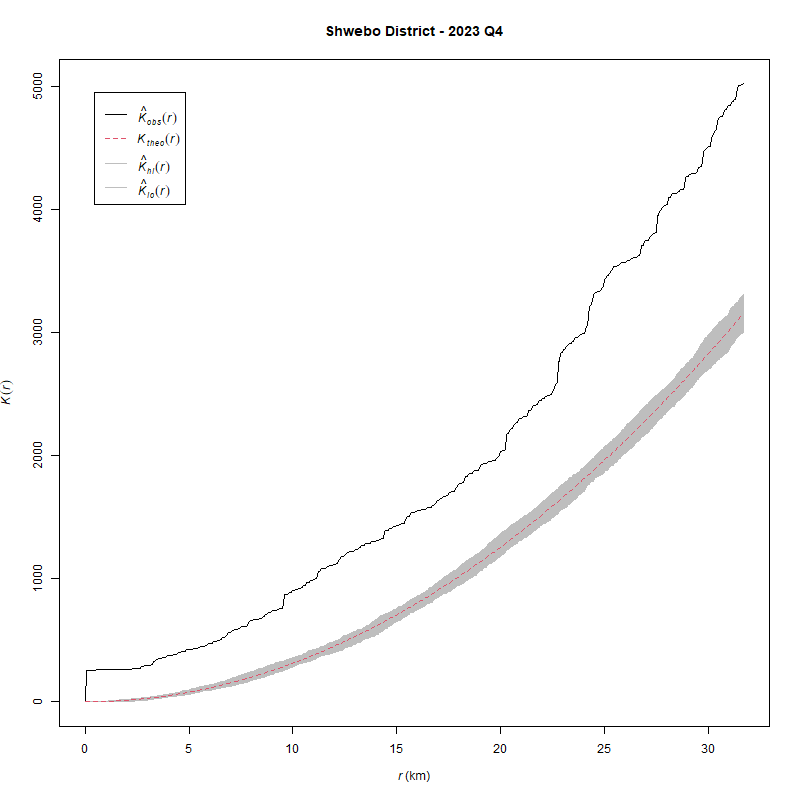 Shwebo District - 2023 Q4
K̂obs(r)
Ktheo(r)
K̂hi(r)
K̂lo(r)
K(r)
0
1000
2000
3000
4000
5000
0 5 10 15 20 25 30
r (km)